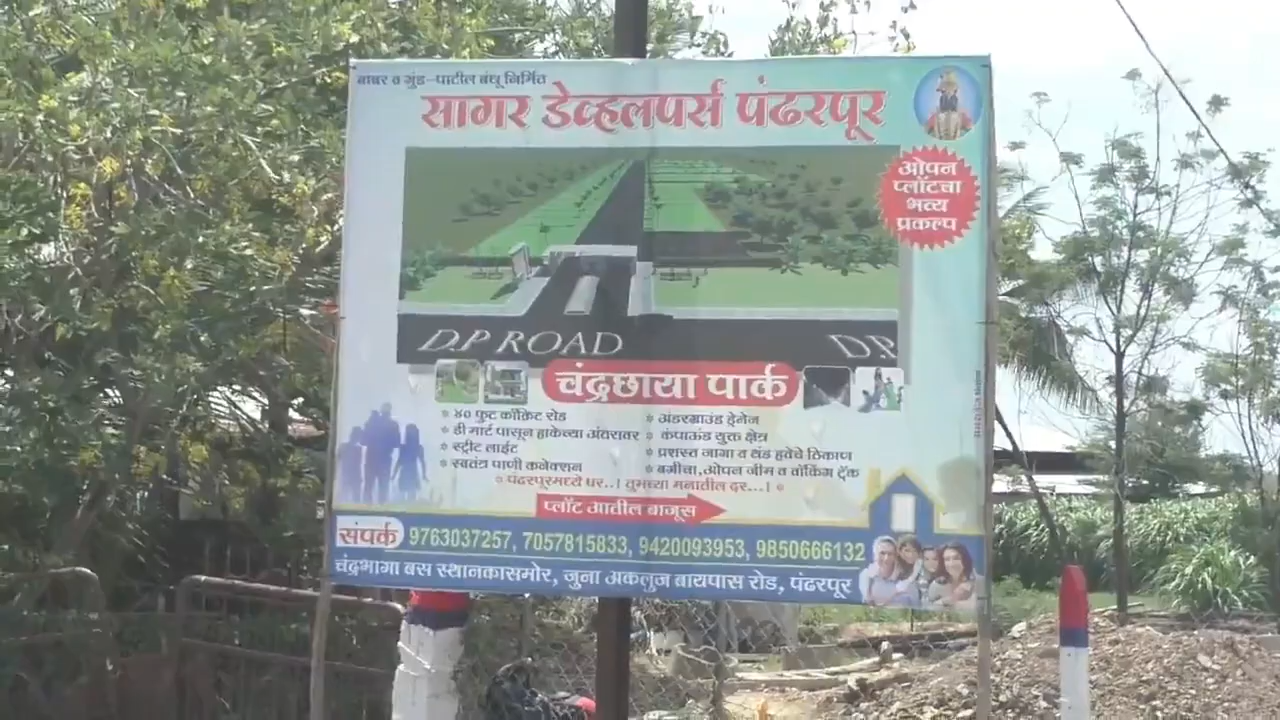 बाबर व गुंड-पाटील बंधू निर्मित
सागर डेव्हलपर्स पंढरपूर
ओपन
प्लॉटचा
भव्य
प्रकल्प
D.P ROAD
D.P
चंद्रछाया पार्क
४० फुट काँक्रिट रोड
डी मार्ट पासून हाकेच्या अंतरावर
स्ट्रीट लाईट
स्वतंत्र पाणी कनेक्शन
अंडरग्राउंड ड्रेनेज
कंपाऊंड युक्त क्षेत्र
प्रशस्त जागा व थंड हवेचे ठिकाण
बगीचा,ओपन जीम व वॉकिंग ट्रॅक
पंढरपूरमध्ये घर..! तुमच्या मनातील दर...!
प्लॉट आतील बाजूस
संपर्क 9763037257, 7057815833, 9420093953, 9850666132
चंद्रभागा बस स्थानकासमोर, जुना अकलुज बायपास रोड, पंढरपूर